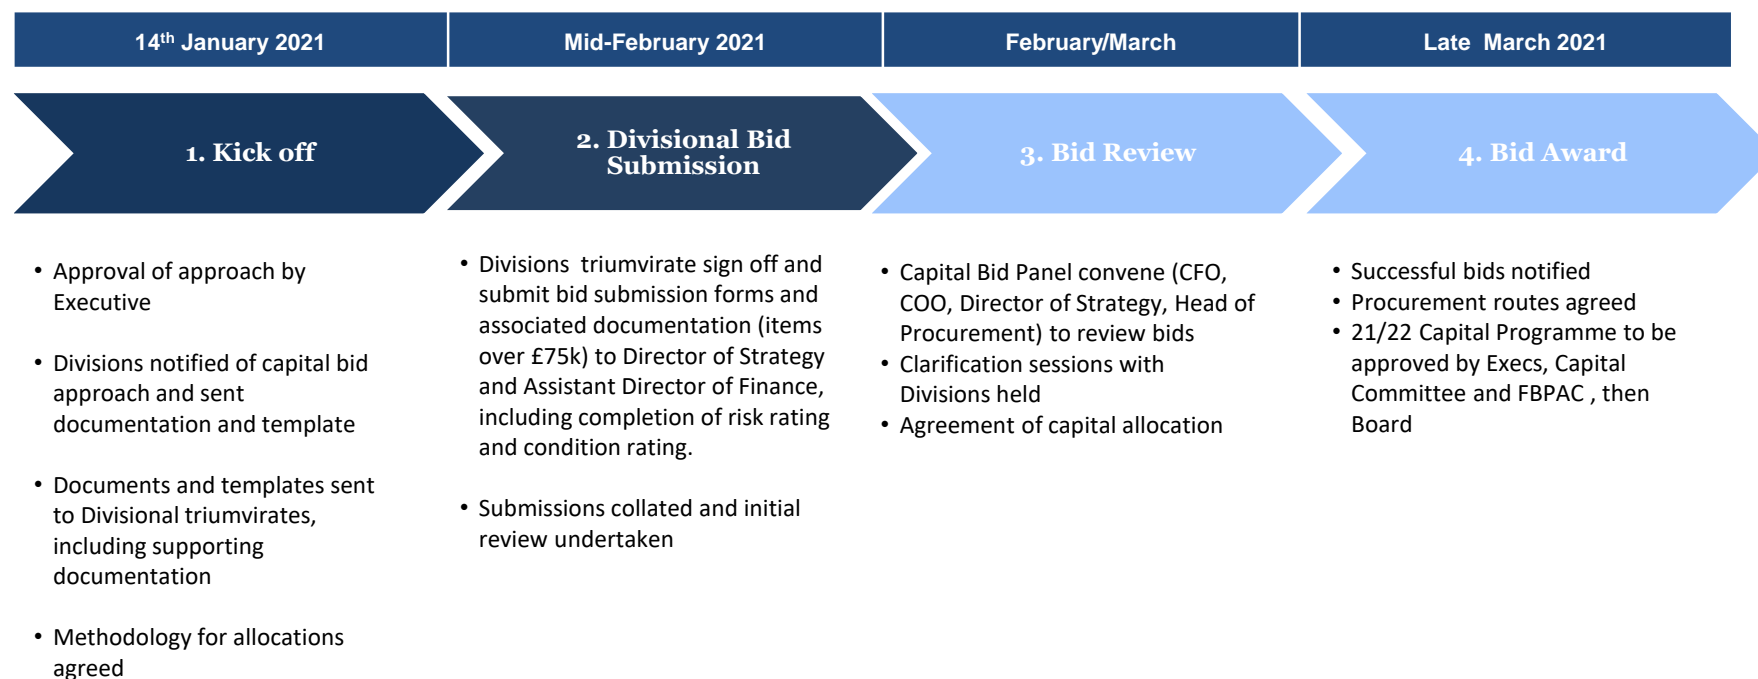 14th January 2021
Mid-February 2021
February/March
Late March 2021
1. Kick off
2. Divisional Bid
Submission
3. Bid Review
4. Bid Award
• Approval of approach by
Executive
• Divisions notified of capital bid
approach and sent
documentation and template
• Documents and templates sent
to Divisional triumvirates,
including supporting
documentation
• Methodology for allocations
agreed
• Divisions triumvirate sign off and
submit bid submission forms and
associated documentation (items
over £75k) to Director of Strategy
and Assistant Director of Finance,
including completion of risk rating
and condition rating.
• Submissions collated and initial
review undertaken
• Capital Bid Panel convene (CFO,
COO, Director of Strategy, Head of
Procurement) to review bids
• Clarification sessions with
Divisions held
• Agreement of capital allocation
• Successful bids notified
• Procurement routes agreed
• 21/22 Capital Programme to be
approved by Execs, Capital
Committee and FBPAC , then
Board